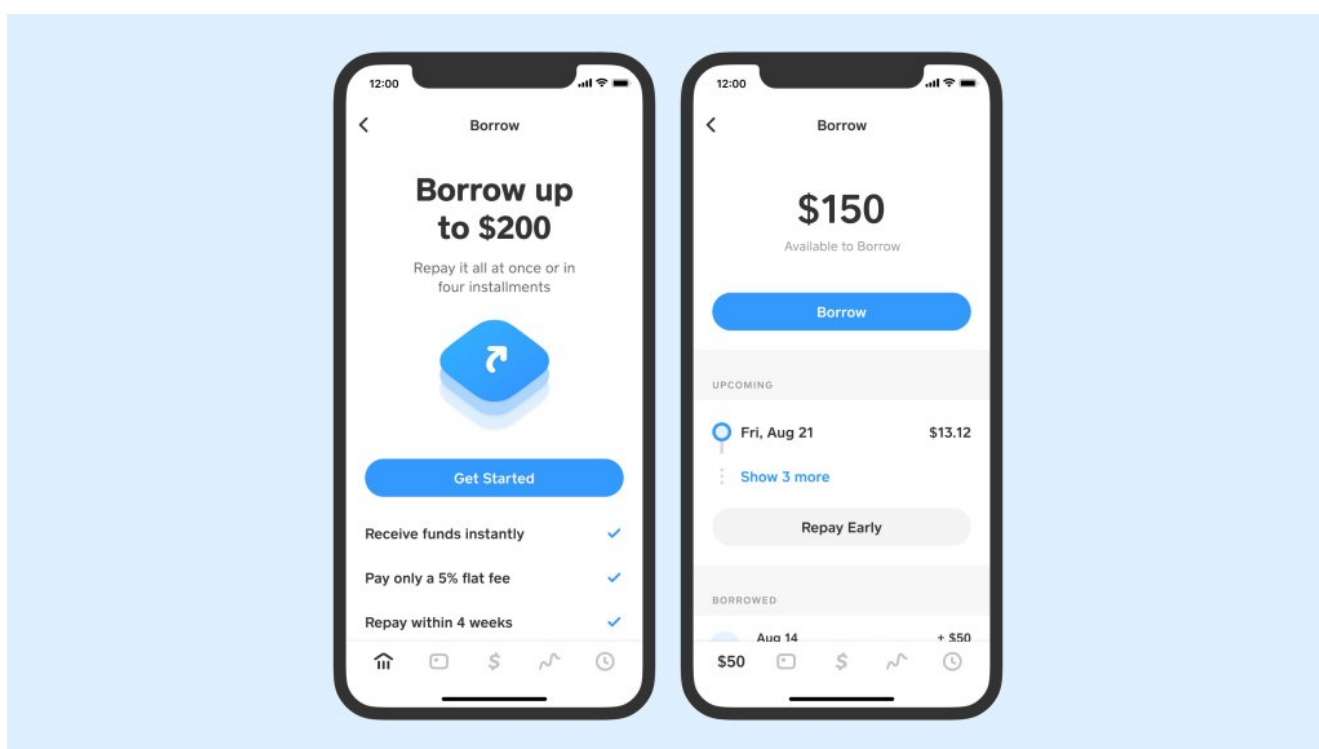 12:00
Borrow
Borrow up
to $200
Repay it all at once or in
four installments
Get Started
Receive funds instantly
Pay only a 5% flat fee
Repay within 4 weeks
$
12:00
Borrow
$150
Available to Borrow
Borrow
UPCOMING
Fri, Aug 21 $13.12
Show 3 more
Repay Early
BORROWED
Aug 14 + $50
$50 $